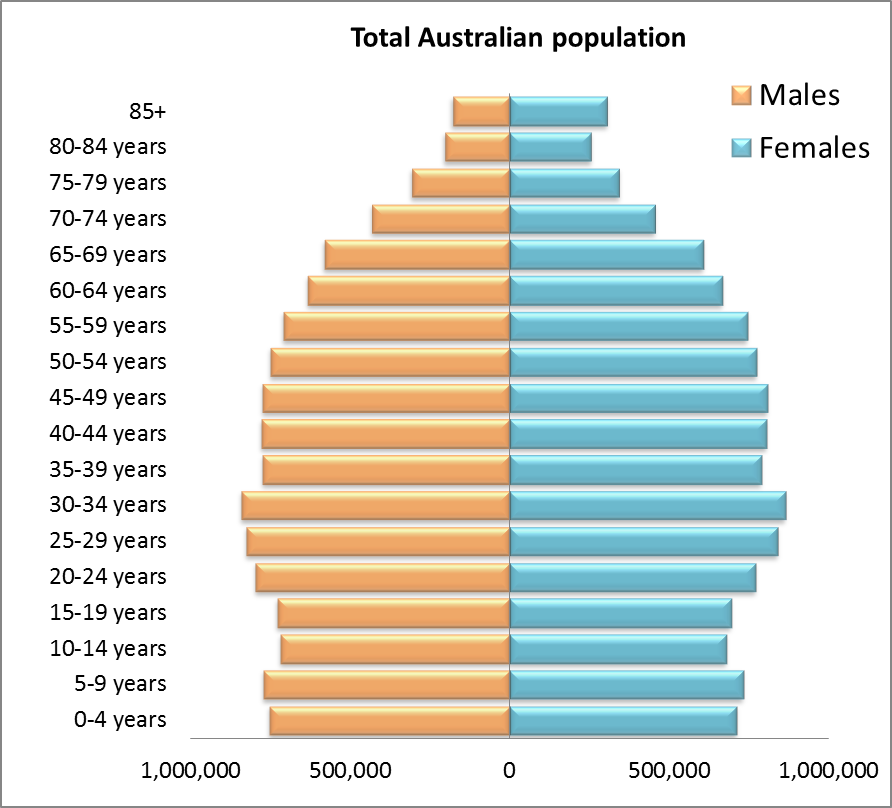 Total Australian population
Males
Females
85+
80-84 years
75-79 years
70-74 years
65-69 years
60-64 years
55-59 years
50-54 years
45-49 years
40-44 years
35-39 years
30-34 years
25-29 years
20-24 years
15-19 years
10-14 years
5-9 years
0-4 years
1,000,000 500,000 0 500,000 1,000,000